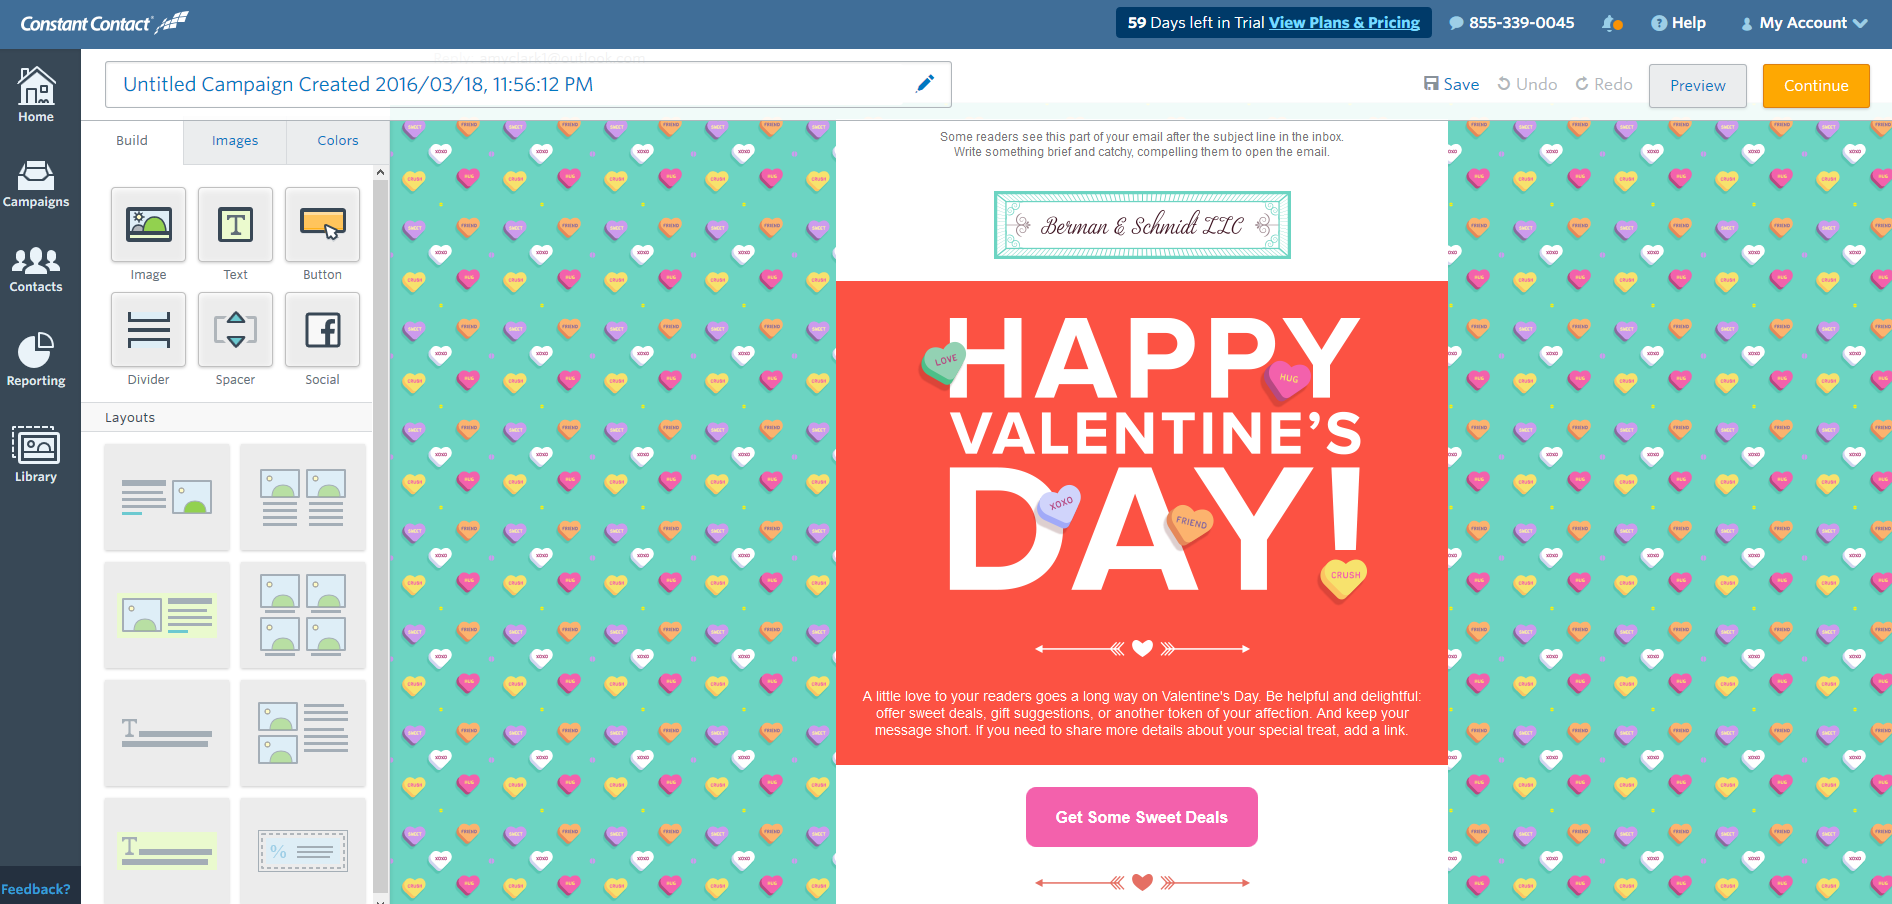 Constant Contact
59 Days left in Trial View Plans & Pricing
855-339-0045
Help
My Account
Untitled Campaign Created 2016/03/18, 11:56:12 PM
Save
Undo
Redo
Preview
Continue
Home
Campaigns
Contacts
Reporting
Library
Feedback?
Build
Images
Colors
Image
Text
Button
Divider
Spacer
Social
Layouts
Some readers see this part of your email after the subject line in the inbox.
Write something brief and catchy, compelling them to open the email.
Berman & Schmidt LLC
HAPPY
LOVE
HUG
VALENTINE'S
DAY!
XOXO
FRIEND
CRUSH
A little love to your readers goes a long way on Valentine's Day. Be helpful and delightful:
offer sweet deals, gift suggestions, or another token of your affection. And keep your
message short. If you need to share more details about your special treat, add a link.
Get Some Sweet Deals